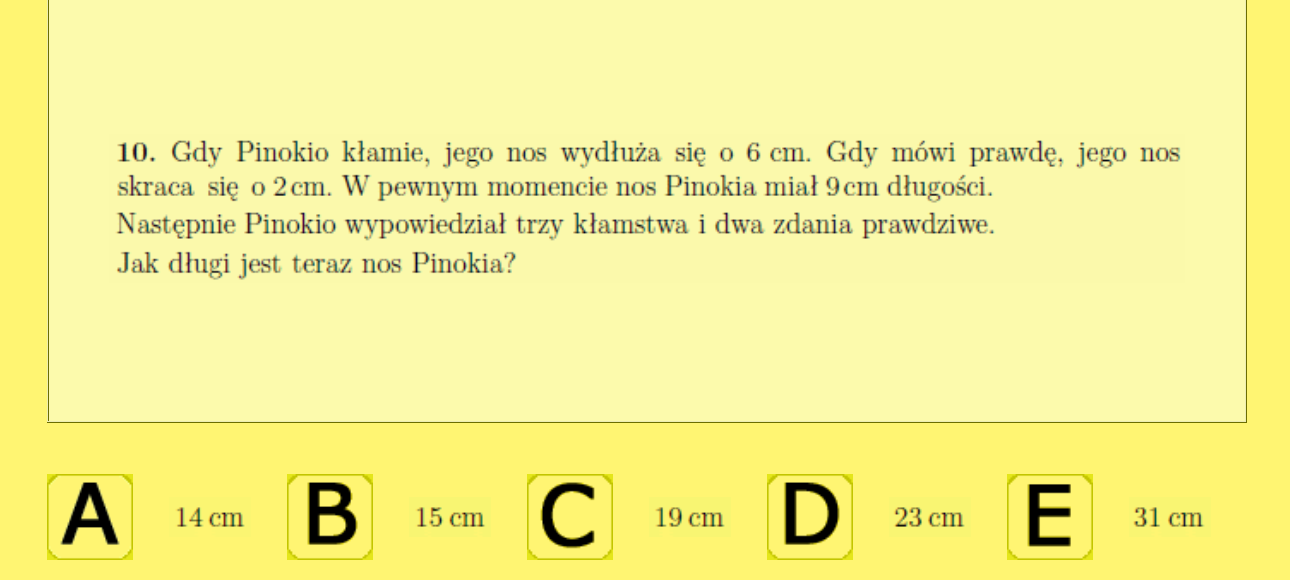 10. Gdy Pinokio kłamie, jego nos wydłuża się o 6 cm. Gdy mówi prawdę, jego nos
skraca się o 2 cm. W pewnym momencie nos Pinokia miał 9 cm długości.
Następnie Pinokio wypowiedział trzy kłamstwa i dwa zdania prawdziwe.
Jak długi jest teraz nos Pinokia?
A 14 cm B 15 cm C 19 cm D 23 cm E 31 cm